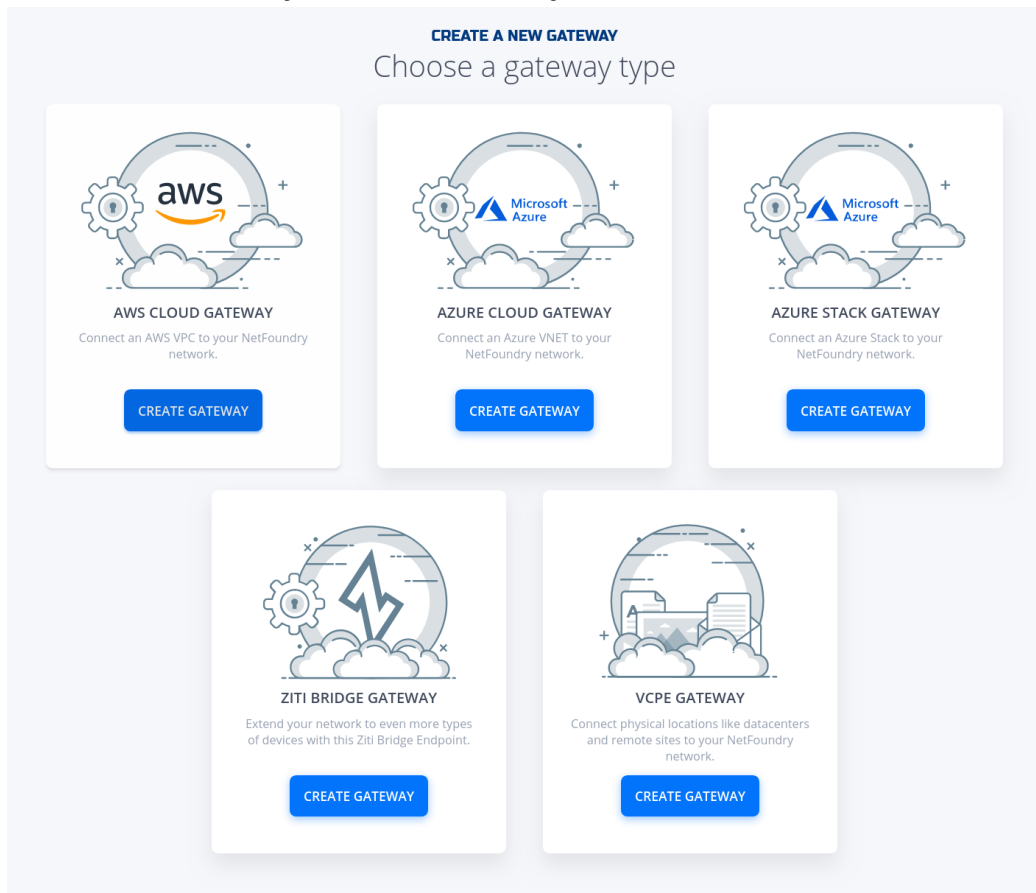 CREATE A NEW GATEWAY
Choose a gateway type
aws
AWS CLOUD GATEWAY
Connect an AWS VPC to your NetFoundry
network.
CREATE GATEWAY
Microsoft
Azure
AZURE CLOUD GATEWAY
Connect an Azure VNET to your
NetFoundry network.
CREATE GATEWAY
Microsoft
Azure
AZURE STACK GATEWAY
Connect an Azure Stack to your
NetFoundry network.
CREATE GATEWAY
ZITI BRIDGE GATEWAY
Extend your network to even more types
of devices with this Ziti Bridge Endpoint.
CREATE GATEWAY
A
VCPE GATEWAY
Connect physical locations like datacenters
and remote sites to your NetFoundry
network.
CREATE GATEWAY